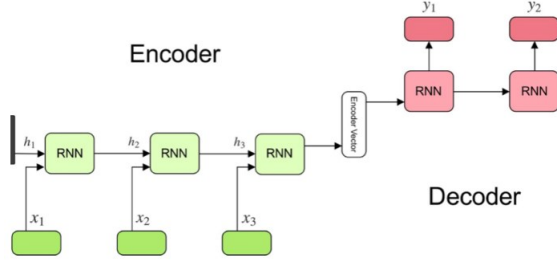 y₁
y₂
Encoder
RNN
RNN
Encoder Vector
h₁
RNN
h₂
RNN
h₃
RNN
Decoder
x₁
x₂
x₃